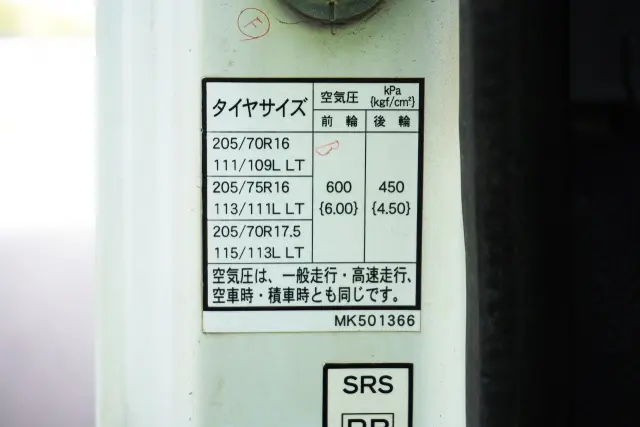 F
タイヤサイズ 空気圧 kPa {kgf/cm²}
前輪 後輪
205/70R16
111/109L LT
205/75R16 600 450
113/111L LT {6.00} {4.50}
205/70R17.5
115/113L LT
B
空気圧は、一般走行・高速走行、
空車時・積車時とも同じです。
MK501366
SRS